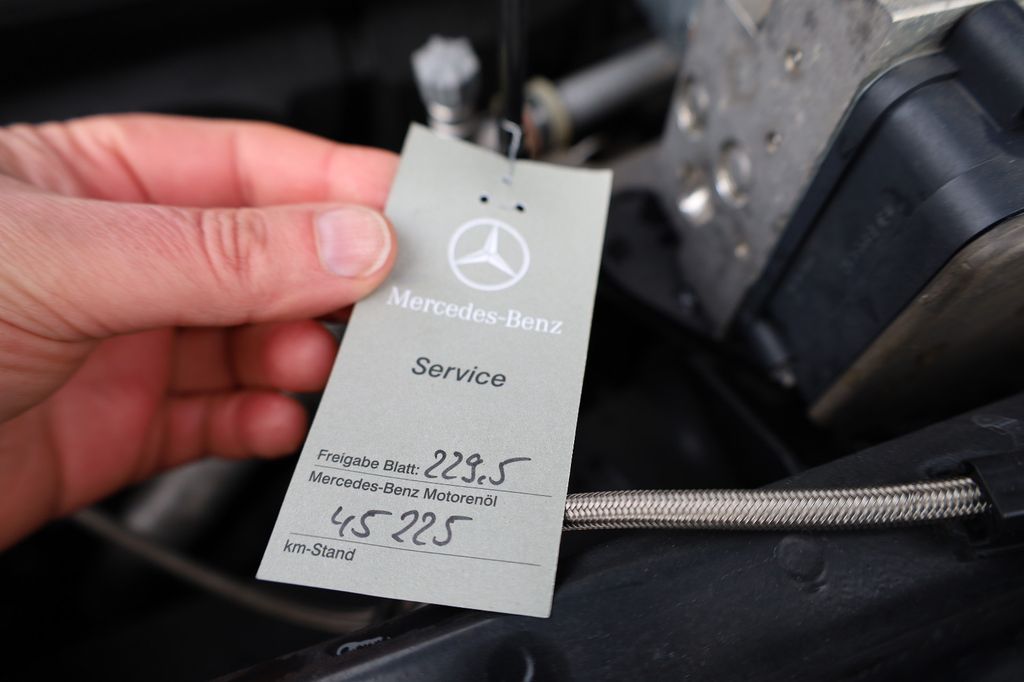 Mercedes-Benz
Service
Freigabe Blatt: 229.5
Mercedes-Benz Motorenöl
45 225
km-Stand